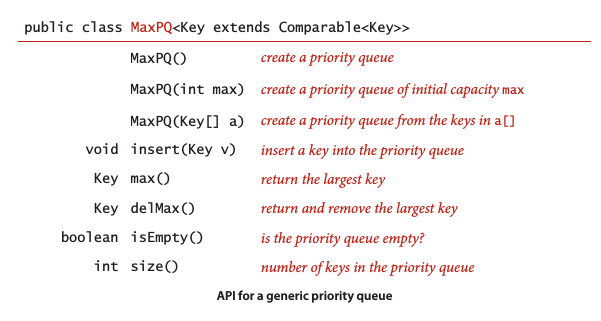 public class MaxPQ<Key extends Comparable<Key>>
MaxPQ() create a priority queue
MaxPQ(int max) create a priority queue of initial capacity max
MaxPQ(Key[] a) create a priority queue from the keys in a[]
void insert(Key v) insert a key into the priority queue
Key max() return the largest key
Key delMax() return and remove the largest key
boolean isEmpty() is the priority queue empty?
int size() number of keys in the priority queue
API for a generic priority queue